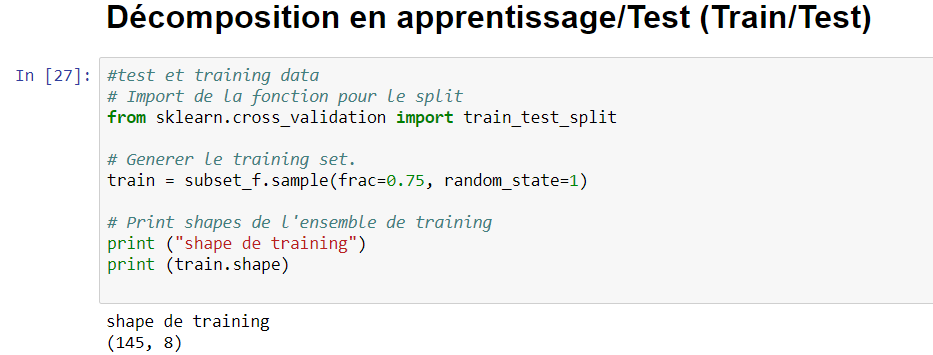 Décomposition en apprentissage/Test (Train/Test)
In [27]: #test et training data
# Import de la fonction pour le split
from sklearn.cross_validation import train_test_split
# Generer le training set.
train = subset_f.sample(frac=0.75, random_state=1)
# Print shapes de l'ensemble de training
print ("shape de training")
print (train.shape)
shape de training
(145, 8)